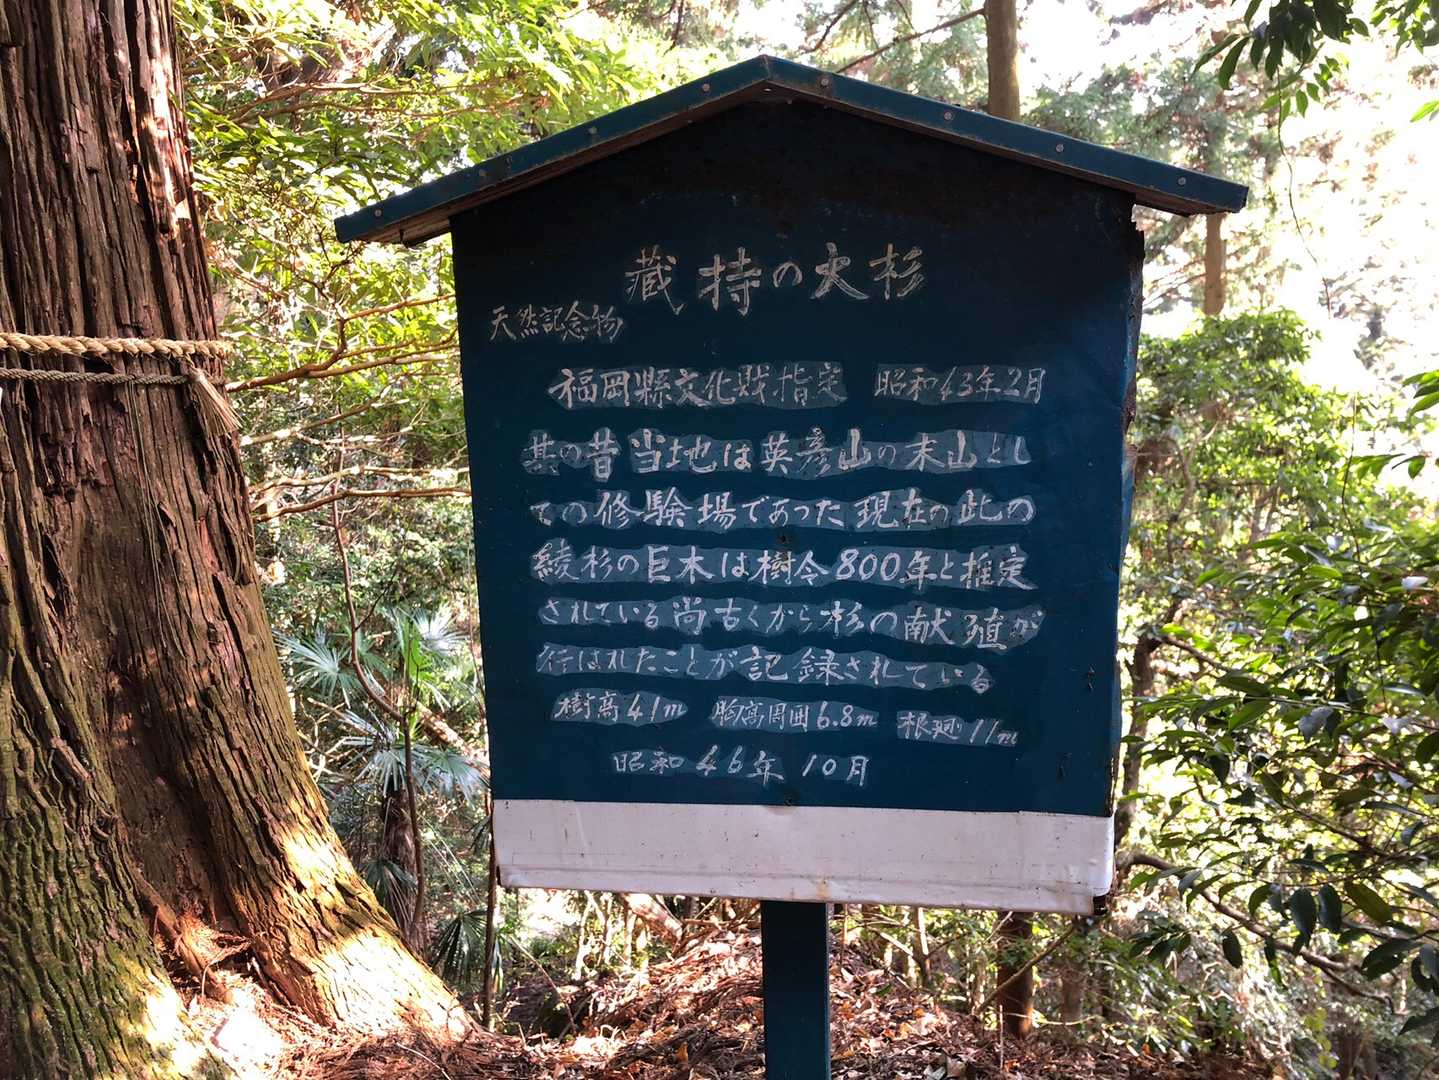 蔵持の大杉
天然記念物
福岡縣文化財指定 昭和43年2月
其の昔当地は英彦山の末山とし
ての修験場であった現在の此の
綾杉の巨木は樹令800年と推定
されている尚古くから杉の献殖が
行はれたことが記録されている
樹高41m 胸高周囲6.8m 根廻11m
昭和46年10月